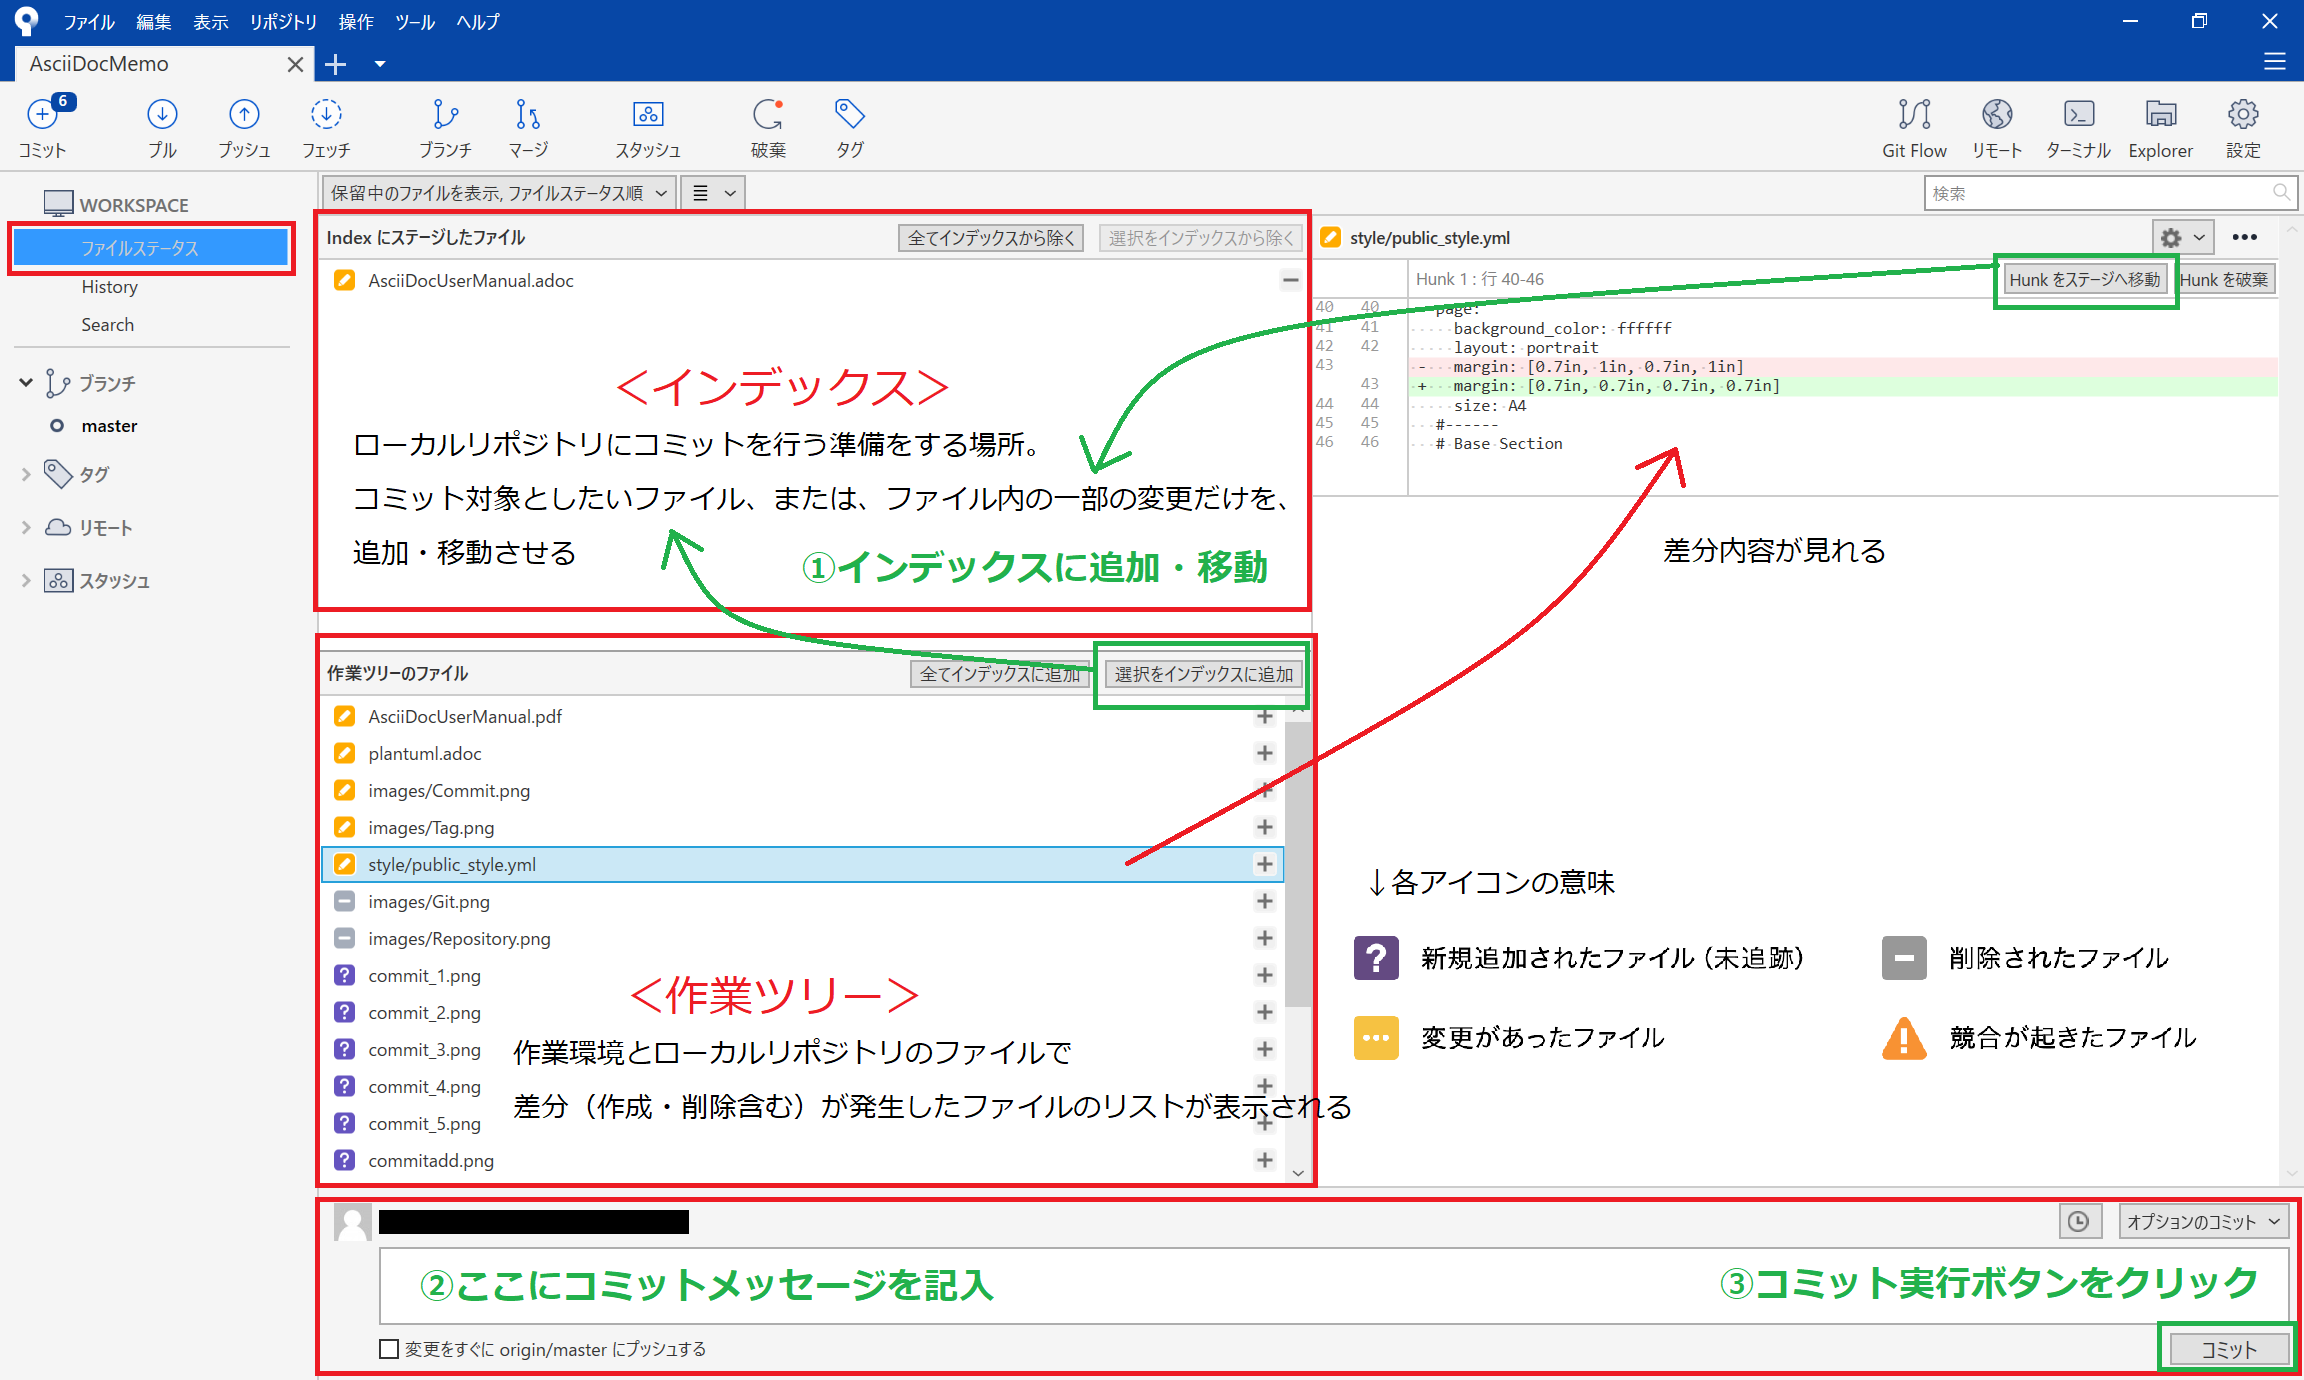 ファイル 編集 表示 リポジトリ 操作 ツール ヘルプ
AsciiDocMemo
6
コミット プル プッシュ フェッチ ブランチ マージ スタッシュ 破棄 タグ Git Flow リモート ターミナル Explorer 設定
WORKSPACE
ファイルステータス
History
Search
ブランチ
master
タグ
リモート
スタッシュ
保留中のファイルを表示, ファイルステータス順
検索
Index にステージしたファイル 全てインデックスから除く 選択をインデックスから除く
AsciiDocUserManual.adoc
＜インデックス＞
ローカルリポジトリにコミットを行う準備をする場所。
コミット対象としたいファイル、または、ファイル内の一部の変更だけを、
追加・移動させる
①インデックスに追加・移動
style/public_style.yml
Hunk 1 : 行 40-46 Hunk をステージへ移動 Hunk を破棄
40 40 page:
41 41 background_color: ffffff
42 42 layout: portrait
43 - margin: [0.7in, 1in, 0.7in, 1in]
43 + margin: [0.7in, 0.7in, 0.7in, 0.7in]
44 44 size: A4
45 45 #------
46 46 # Base Section
差分内容が見れる
作業ツリーのファイル 全てインデックスに追加 選択をインデックスに追加
AsciiDocUserManual.pdf
plantuml.adoc
images/Commit.png
images/Tag.png
style/public_style.yml
images/Git.png
images/Repository.png
commit_1.png
commit_2.png
commit_3.png
commit_4.png
commit_5.png
commitadd.png
＜作業ツリー＞
作業環境とローカルリポジトリのファイルで
差分（作成・削除含む）が発生したファイルのリストが表示される
↓各アイコンの意味
? 新規追加されたファイル (未追跡)
削除されたファイル
変更があったファイル
競合が起きたファイル
オプションのコミット
②ここにコミットメッセージを記入
③コミット実行ボタンをクリック
変更をすぐに origin/master にプッシュする
コミット